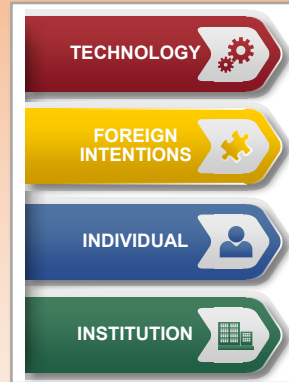 TECHNOLOGY
FOREIGN
INTENTIONS
INDIVIDUAL
INSTITUTION